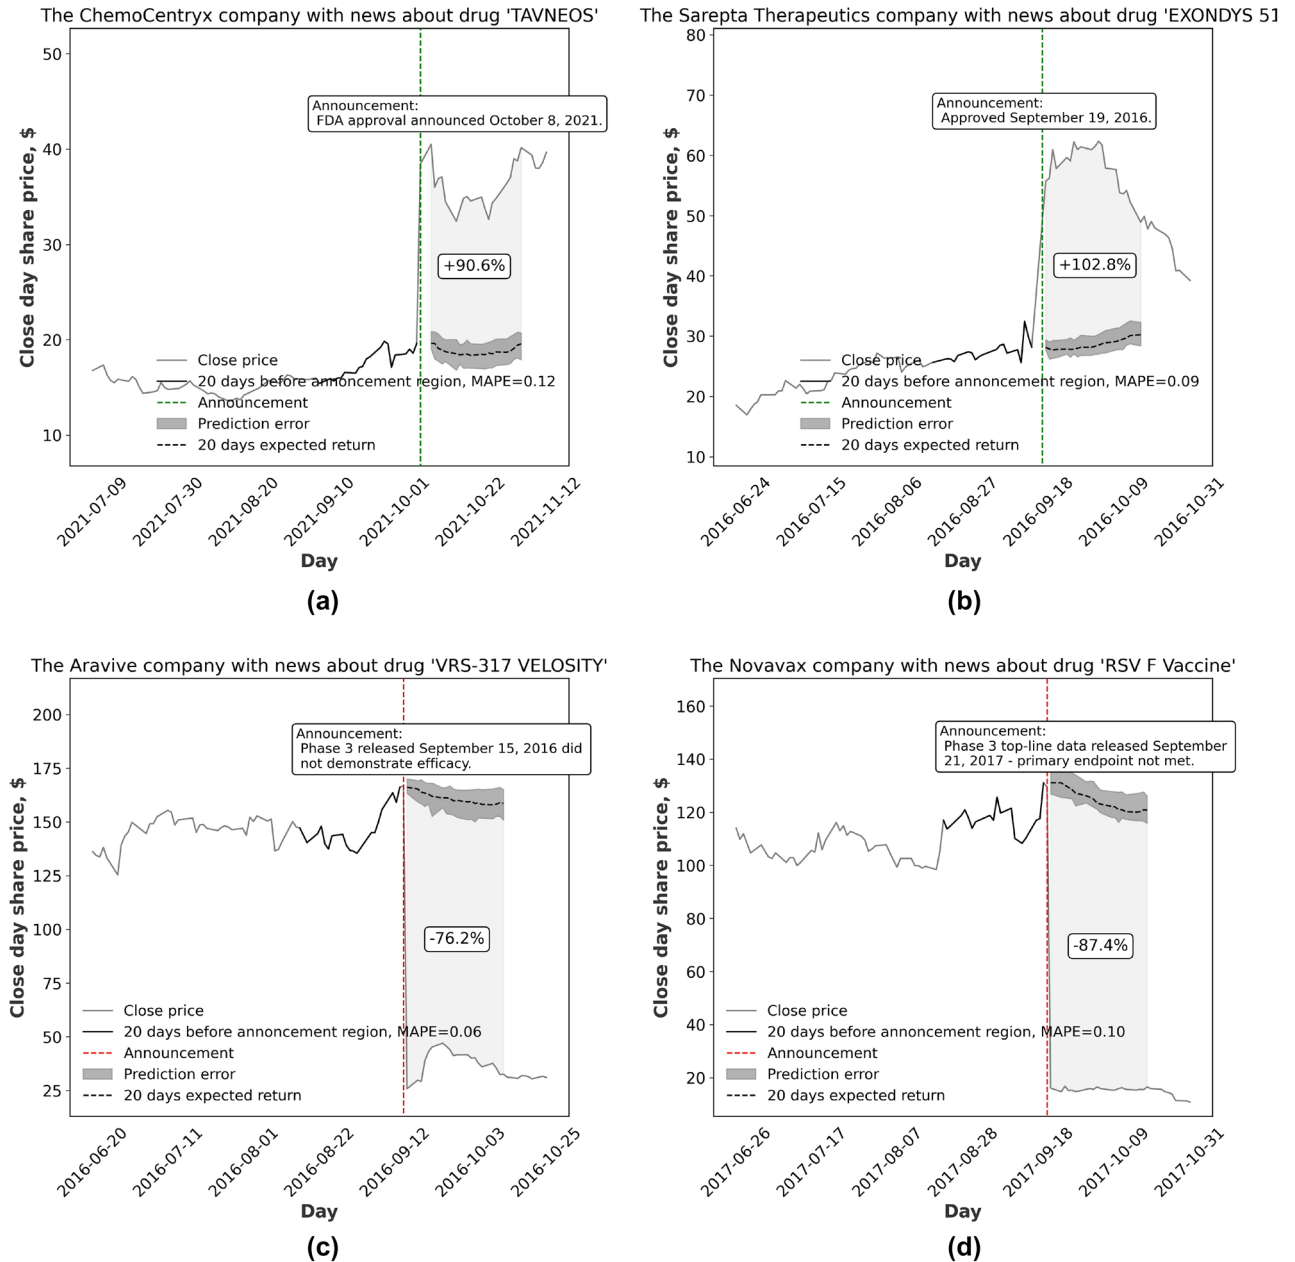 The ChemoCentryx company with news about drug 'TAVNEOS'
50
40
30
20
10
Close day share price, $
Announcement:
FDA approval announced October 8, 2021.
+90.6%
Close price
20 days before annoncement region, MAPE=0.12
Announcement
Prediction error
20 days expected return
2021-07-09
2021-07-30
2021-08-20
2021-09-10
2021-10-01
2021-10-22
2021-11-12
Day
(a)
The Sarepta Therapeutics company with news about drug 'EXONDYS 51
80
70
60
50
40
30
20
10
Close day share price, $
Announcement:
Approved September 19, 2016.
+102.8%
Close price
20 days before annoncement region, MAPE=0.09
Announcement
Prediction error
20 days expected return
2016-06-24
2016-07-15
2016-08-06
2016-08-27
2016-09-18
2016-10-09
2016-10-31
Day
(b)
The Aravive company with news about drug 'VRS-317 VELOSITY'
200
175
150
125
100
75
50
25
Close day share price, $
Announcement:
Phase 3 released September 15, 2016 did
not demonstrate efficacy.
-76.2%
Close price
20 days before annoncement region, MAPE=0.06
Announcement
Prediction error
20 days expected return
2016-06-20
2016-07-11
2016-08-01
2016-08-22
2016-09-12
2016-10-03
2016-10-25
Day
(c)
The Novavax company with news about drug 'RSV F Vaccine'
160
140
120
100
80
60
40
20
Close day share price, $
Announcement:
Phase 3 top-line data released September
21, 2017 - primary endpoint not met.
-87.4%
Close price
20 days before annoncement region, MAPE=0.10
Announcement
Prediction error
20 days expected return
2017-06-26
2017-07-17
2017-08-07
2017-08-28
2017-09-18
2017-10-09
2017-10-31
Day
(d)